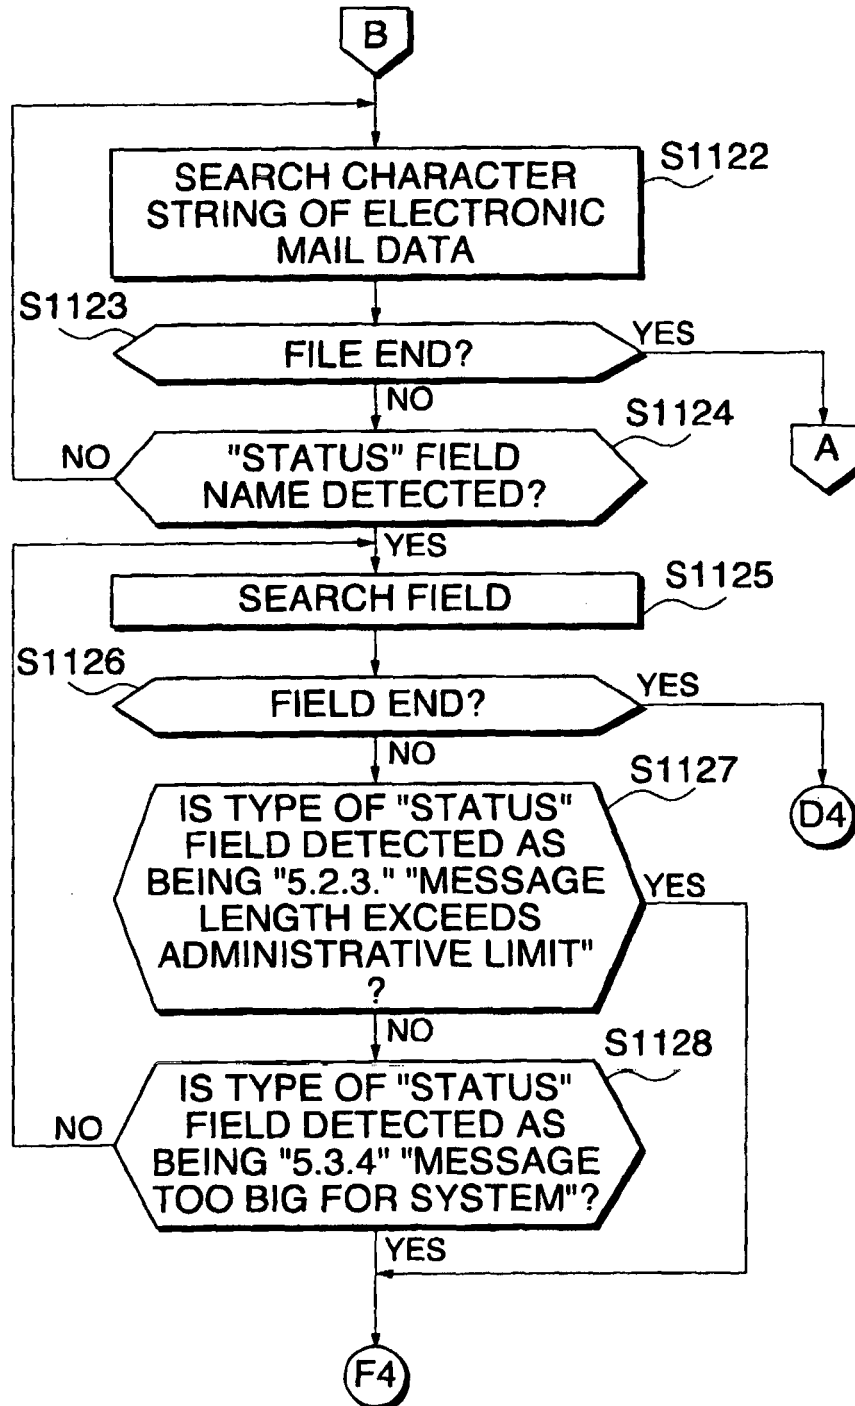 B
S1122
SEARCH CHARACTER
STRING OF ELECTRONIC
MAIL DATA
S1123
FILE END?
YES
NO
S1124
A
NO
"STATUS" FIELD
NAME DETECTED?
YES
S1125
SEARCH FIELD
S1126
FIELD END?
YES
NO
S1127
D4
IS TYPE OF "STATUS"
FIELD DETECTED AS
BEING "5.2.3." "MESSAGE
LENGTH EXCEEDS
ADMINISTRATIVE LIMIT"
?
YES
NO
S1128
IS TYPE OF "STATUS"
FIELD DETECTED AS
BEING "5.3.4" "MESSAGE
TOO BIG FOR SYSTEM"?
NO
YES
F4